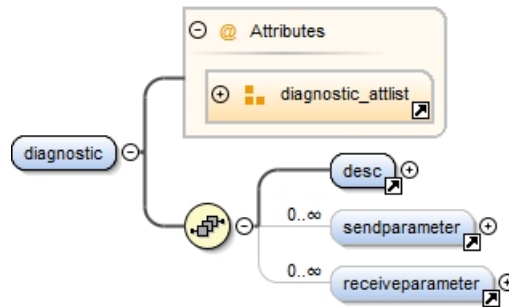 @ Attributes
diagnostic_attlist
diagnostic
desc
0..∞
sendparameter
0..∞
receiveparameter